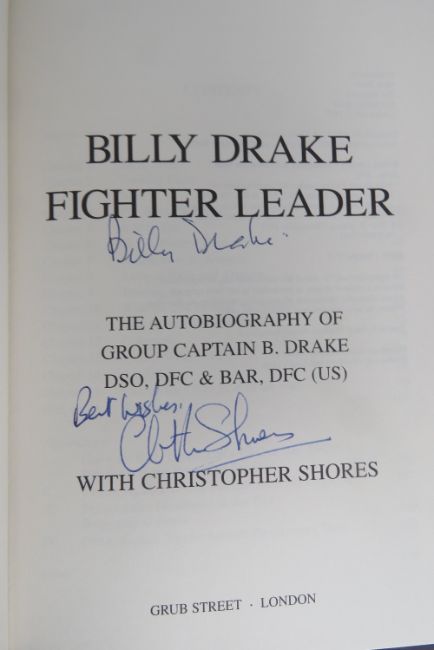 BILLY DRAKE
FIGHTER LEADER
Billy Drake.
THE AUTOBIOGRAPHY OF
GROUP CAPTAIN B. DRAKE
DSO, DFC & BAR, DFC (US)
Best wishes,
Chris Shores
WITH CHRISTOPHER SHORES
GRUB STREET · LONDON